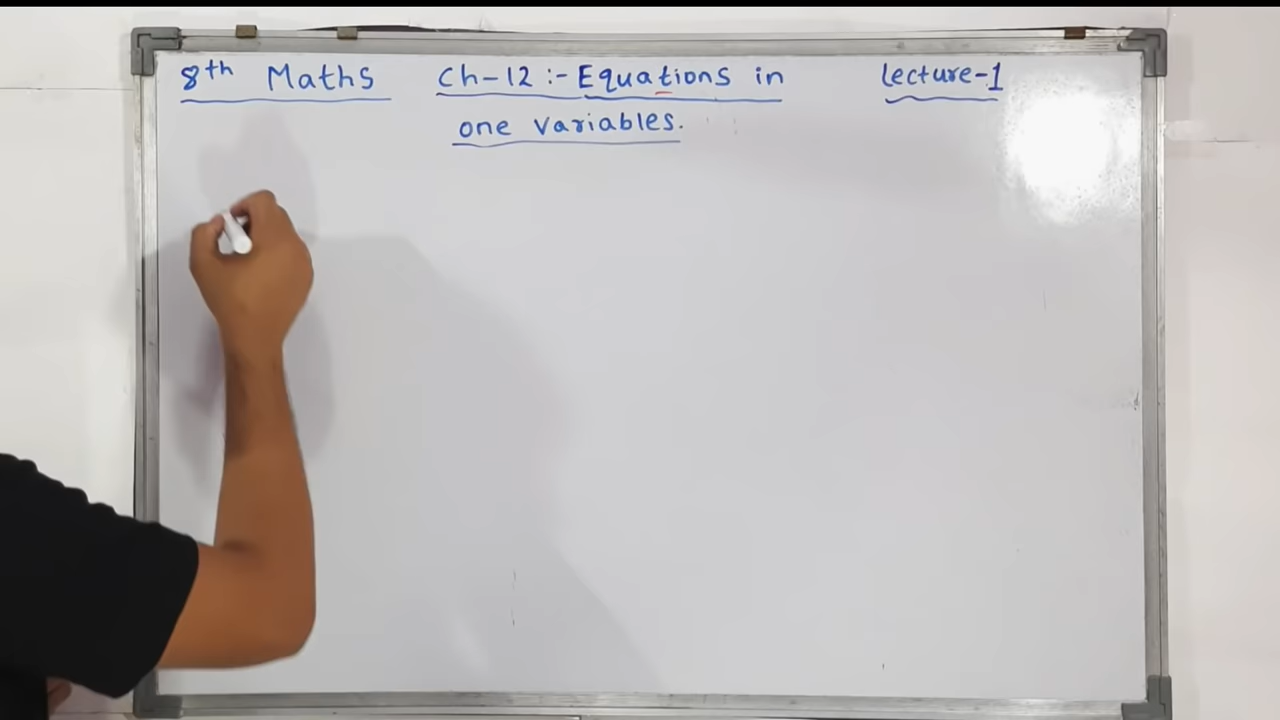 8th Maths Ch-12 :- Equations in lecture-1
one variables.